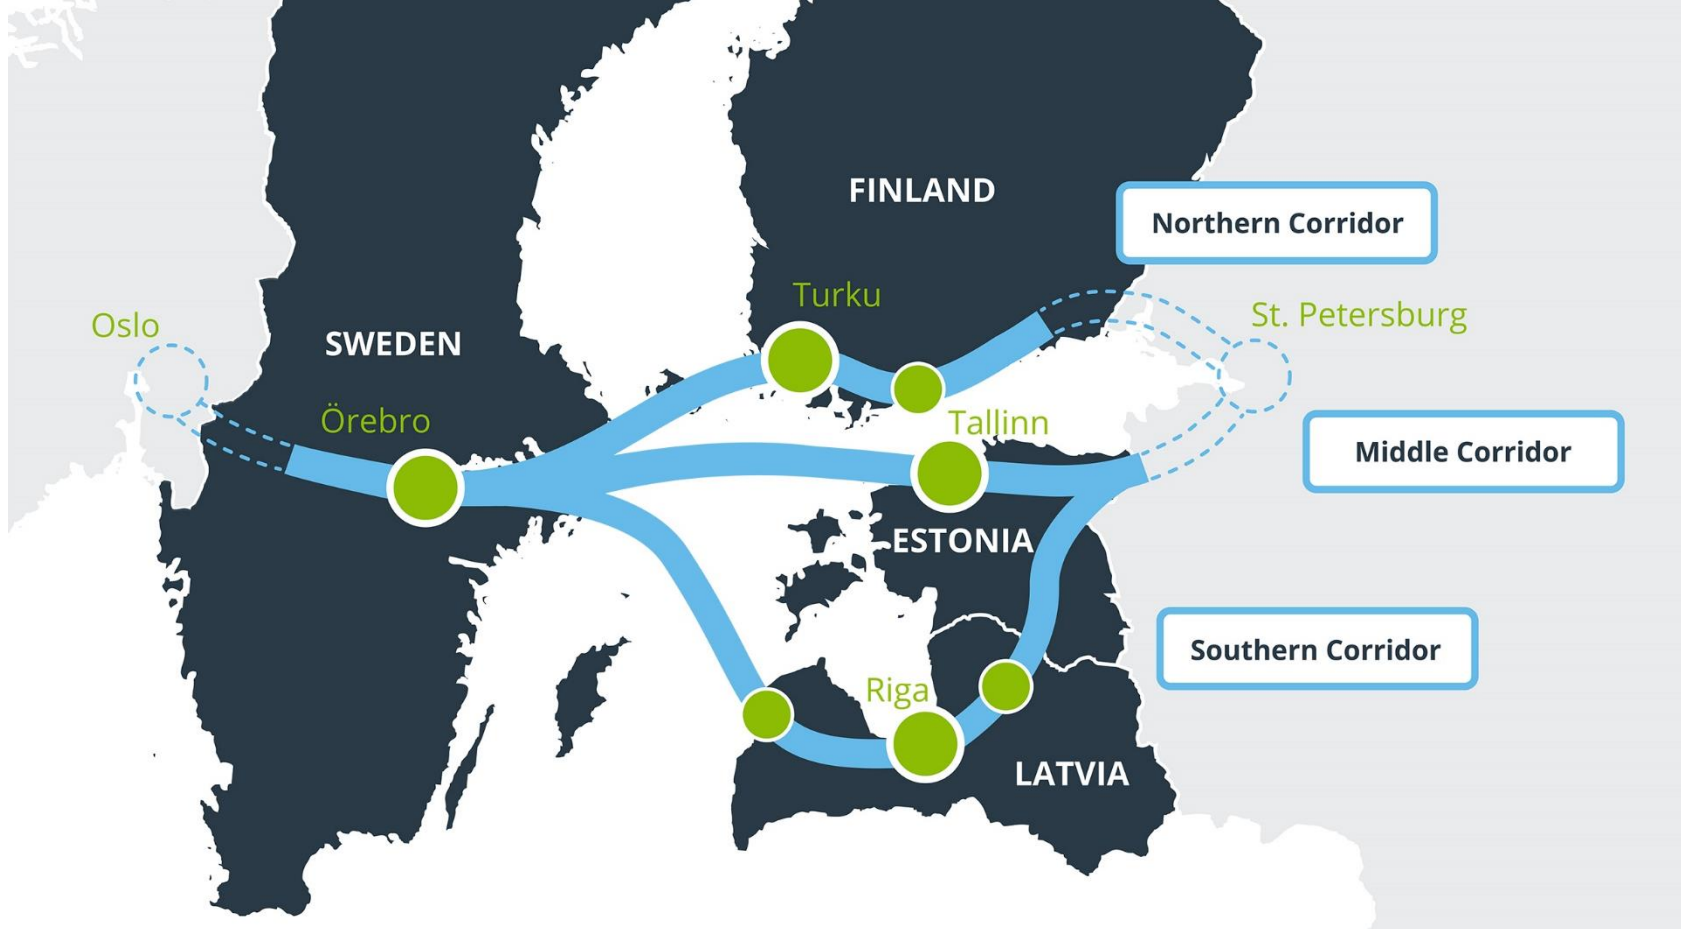 FINLAND
Northern Corridor
Turku
St. Petersburg
Oslo
SWEDEN
Örebro
Tallinn
Middle Corridor
ESTONIA
Southern Corridor
Riga
LATVIA